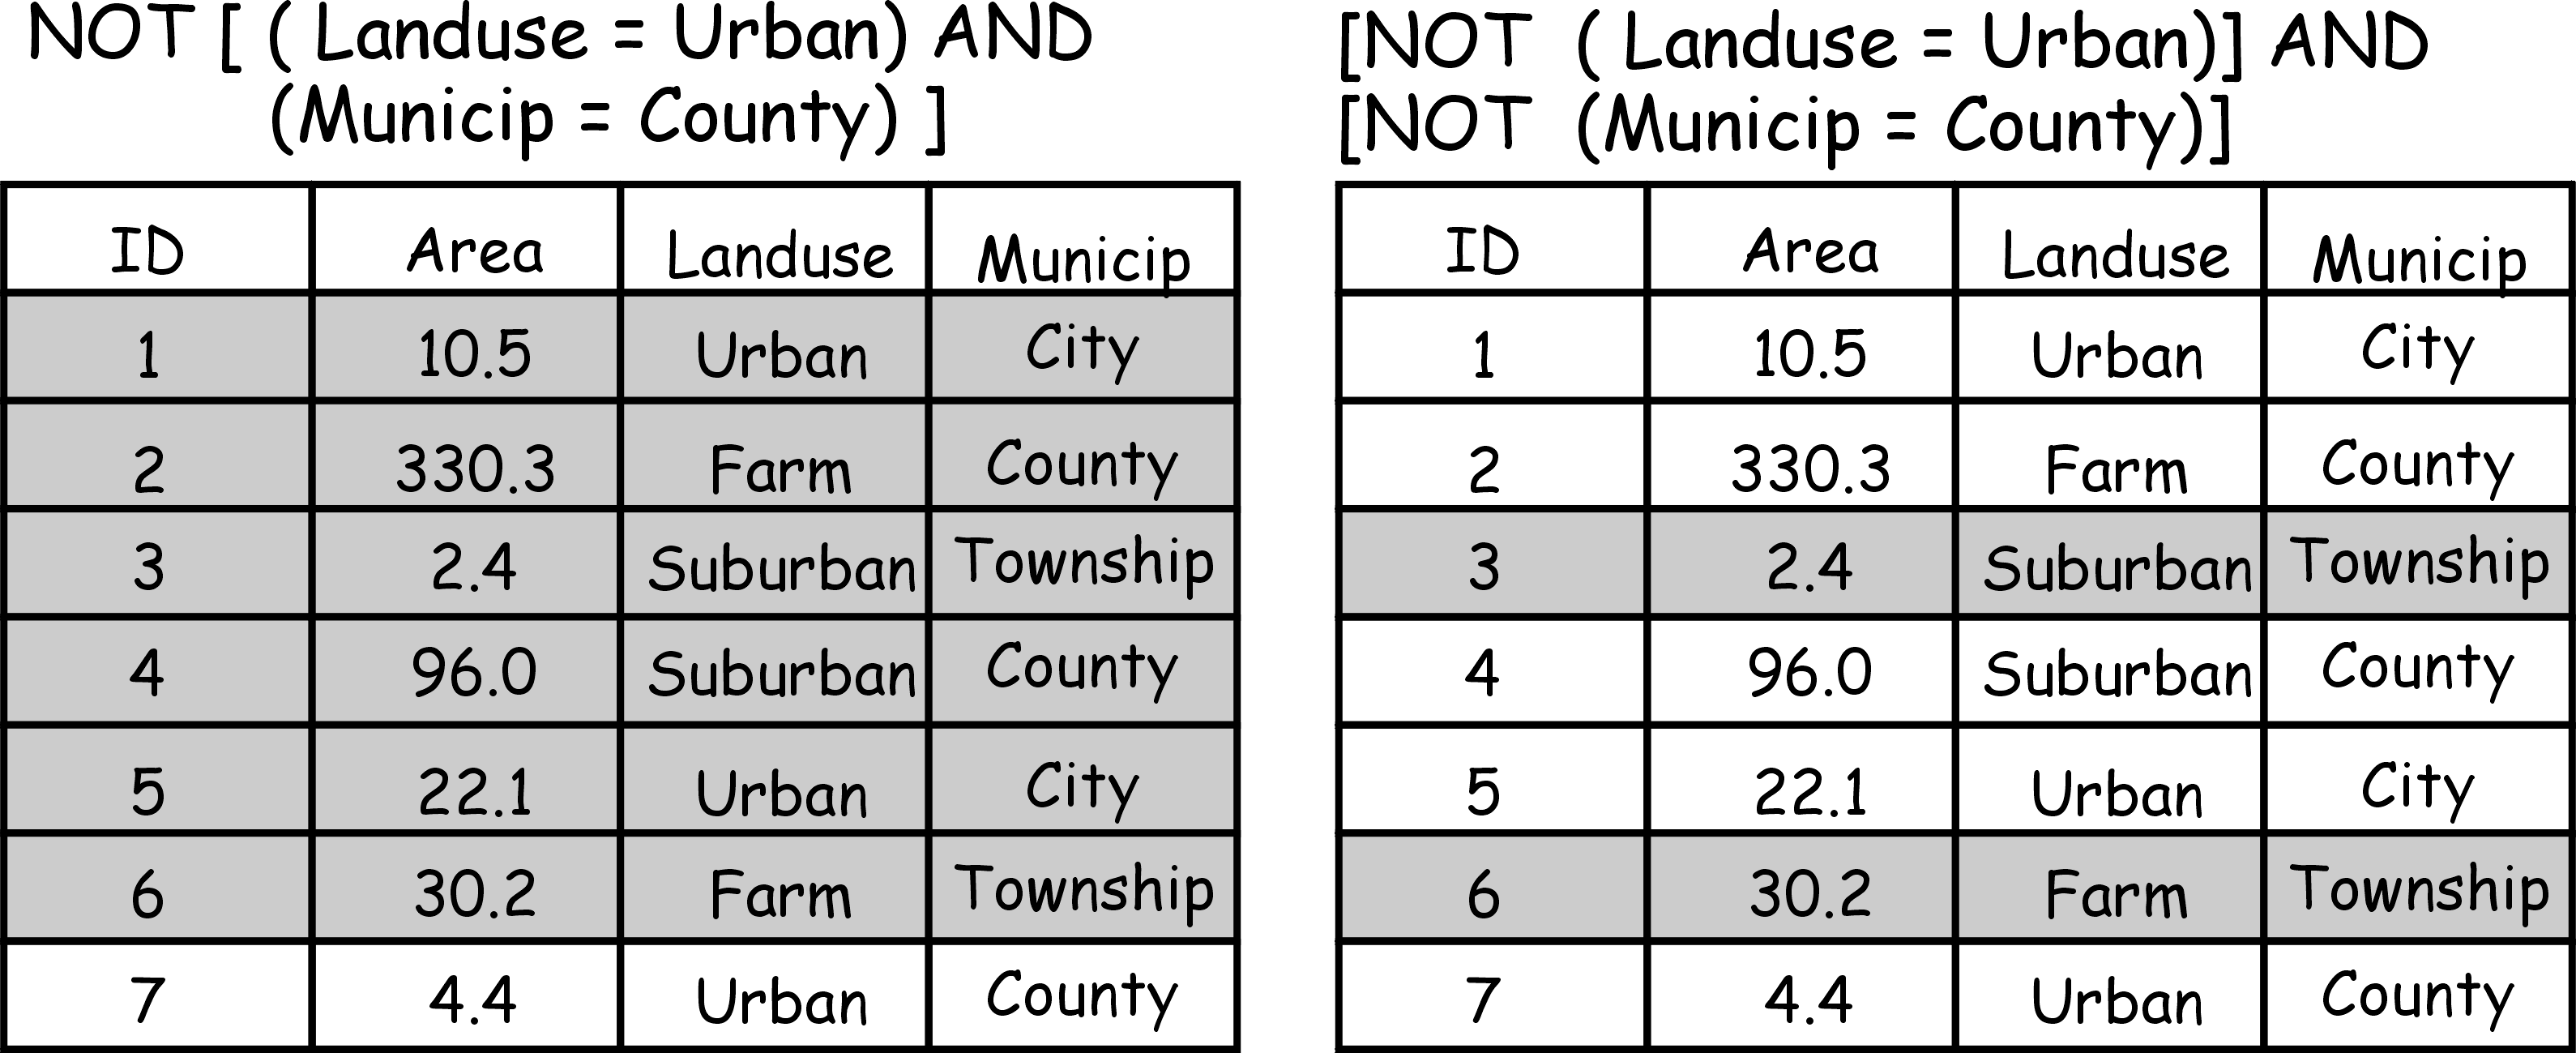 NOT [ ( Landuse = Urban) AND
(Municip = County) ]
ID Area Landuse Municip
1 10.5 Urban City
2 330.3 Farm County
3 2.4 Suburban Township
4 96.0 Suburban County
5 22.1 Urban City
6 30.2 Farm Township
7 4.4 Urban County
[NOT ( Landuse = Urban)] AND
[NOT (Municip = County)]
ID Area Landuse Municip
1 10.5 Urban City
2 330.3 Farm County
3 2.4 Suburban Township
4 96.0 Suburban County
5 22.1 Urban City
6 30.2 Farm Township
7 4.4 Urban County